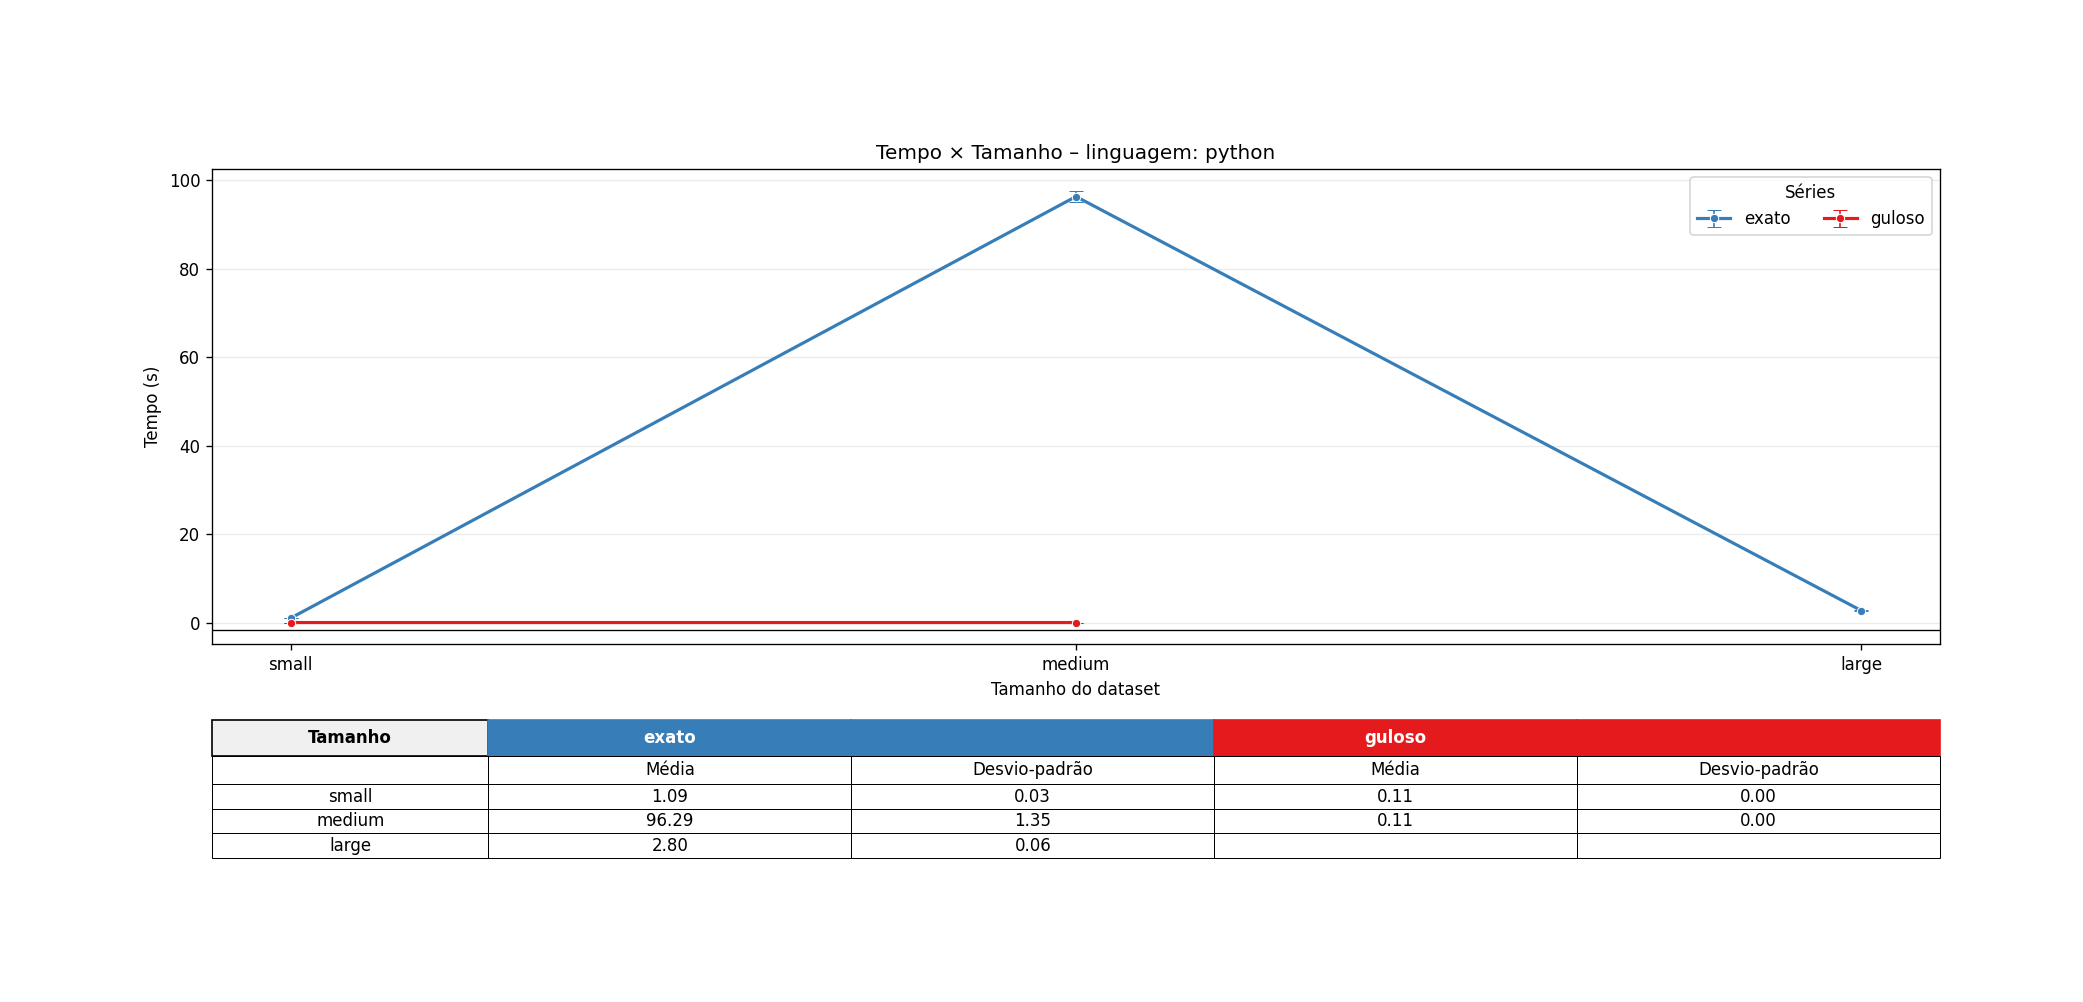 Tempo × Tamanho – linguagem: python
Séries
exato guloso
Tempo (s)
100
80
60
40
20
0
small medium large
Tamanho do dataset
Tamanho exato guloso
Média Desvio-padrão Média Desvio-padrão
small 1.09 0.03 0.11 0.00
medium 96.29 1.35 0.11 0.00
large 2.80 0.06